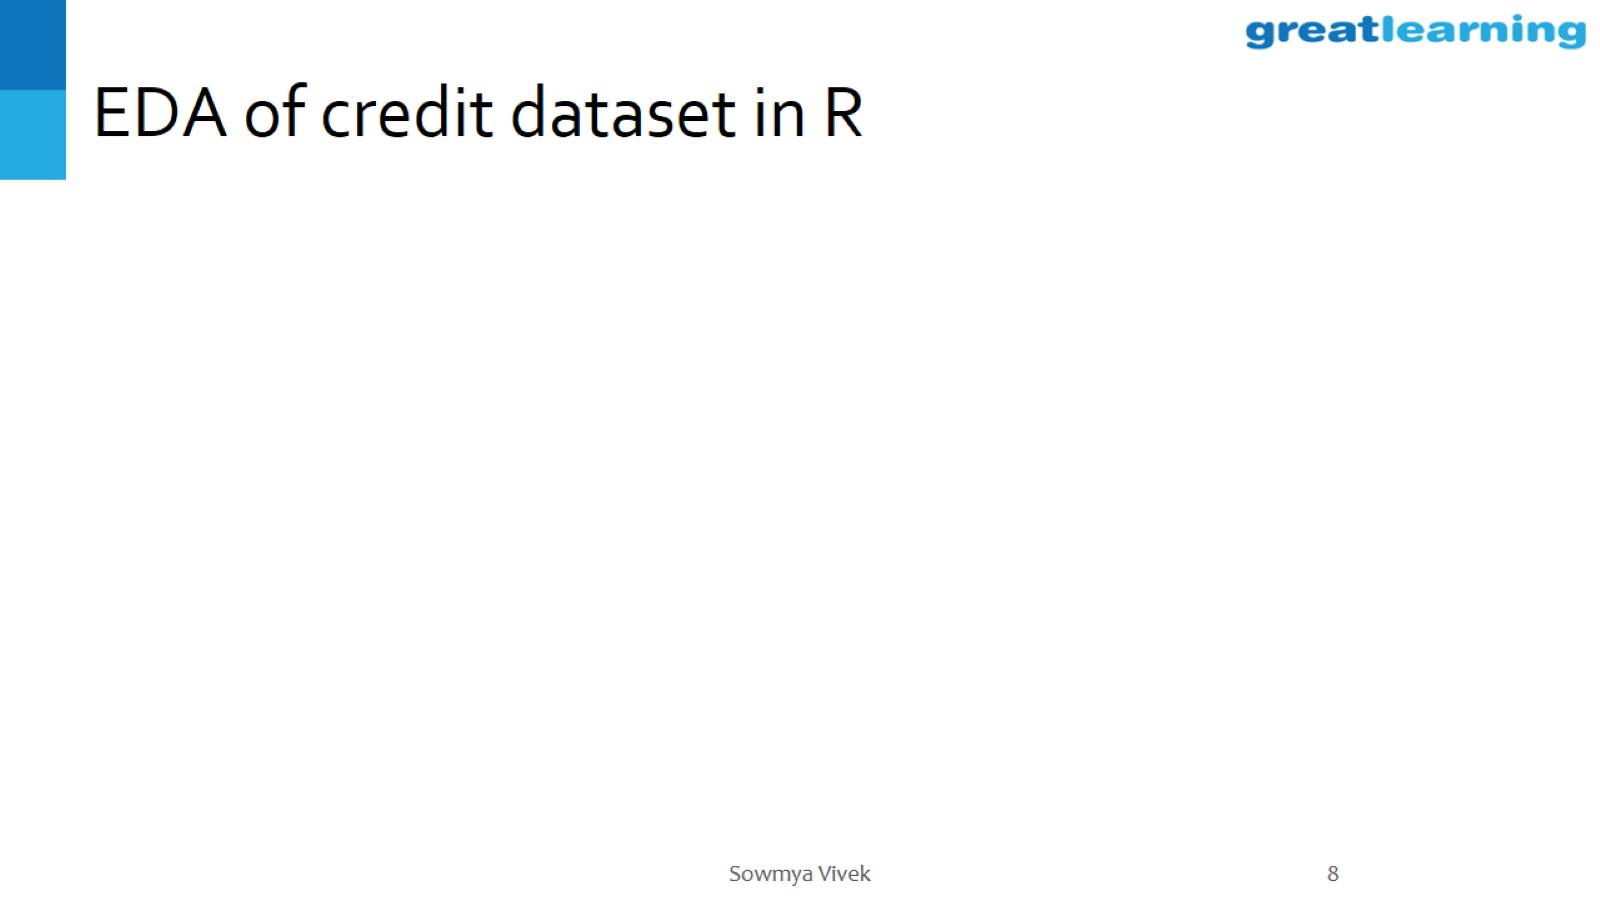 greatlearning
EDA of credit dataset in R
Sowmya Vivek
8